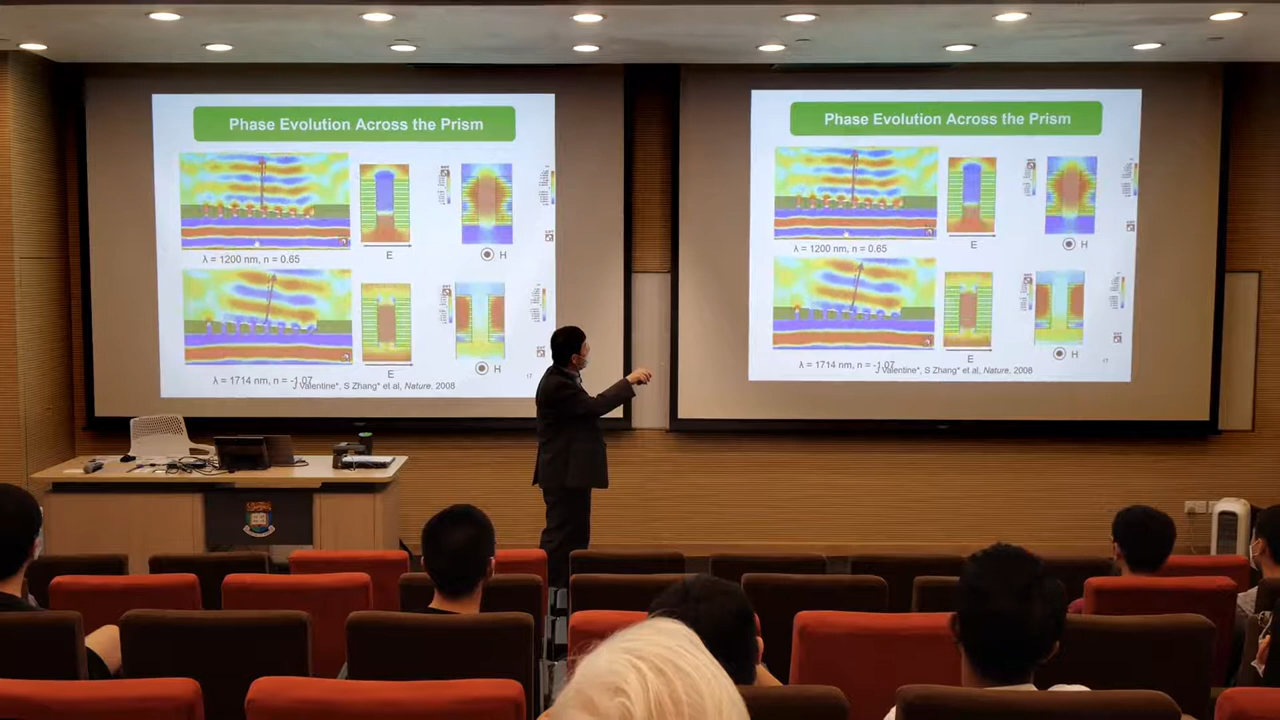 Phase Evolution Across the Prism
λ = 1200 nm, n = 0.65
E
H
λ = 1714 nm, n = -1.07
E
H
J Valentine*, S Zhang* et al, Nature. 2008
17
Phase Evolution Across the Prism
λ = 1200 nm, n = 0.65
E
H
λ = 1714 nm, n = -1.07
E
H
J Valentine*, S Zhang* et al, Nature. 2008
17